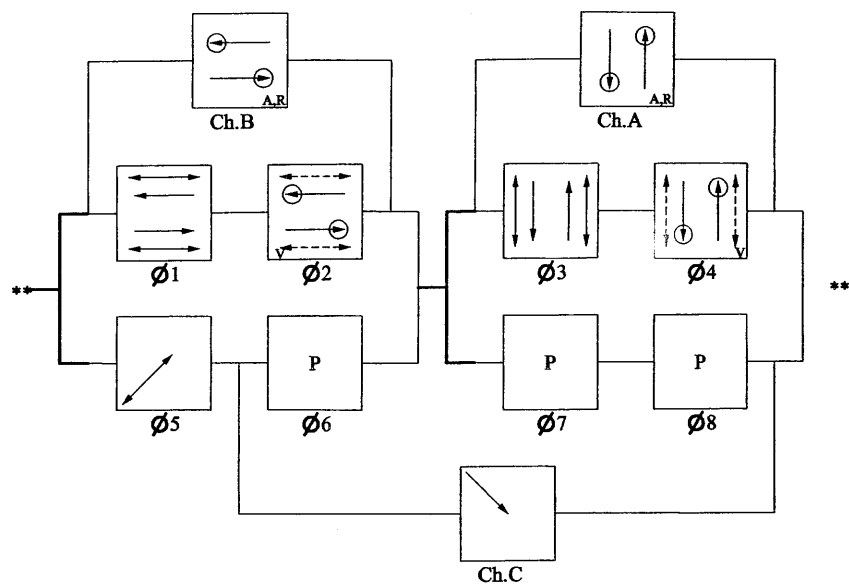 A,R
Ch.B
A,R
Ch.A
V
V
Ø1
Ø2
Ø3
Ø4
**
**
P
P
P
Ø5
Ø6
Ø7
Ø8
Ch.C